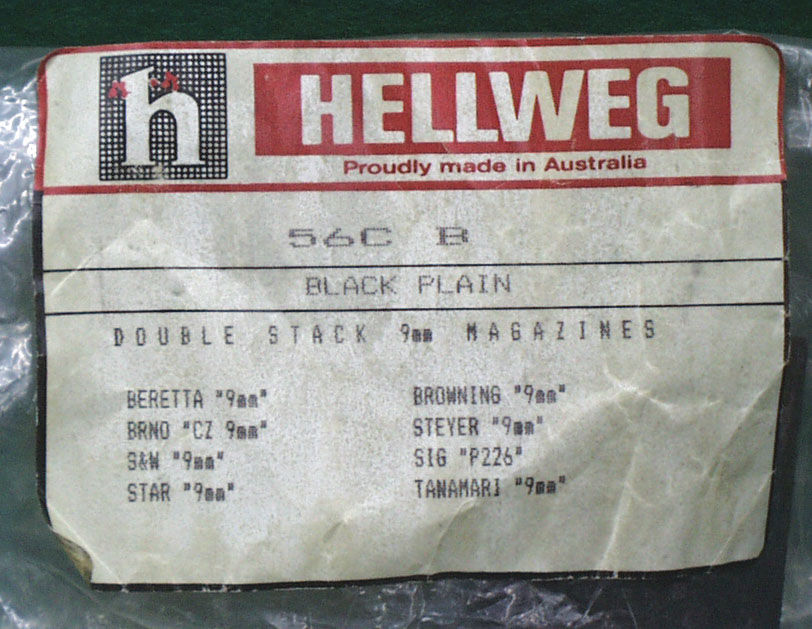 h HELLWEG
Proudly made in Australia
56C B
BLACK PLAIN
DOUBLE STACK 9mm MAGAZINES
BERETTA "9mm" BROWNING "9mm"
BRNO "CZ 9mm" STEYER "9mm"
S&W "9mm" SIG "P226"
STAR "9mm" TANAMARI "9mm"